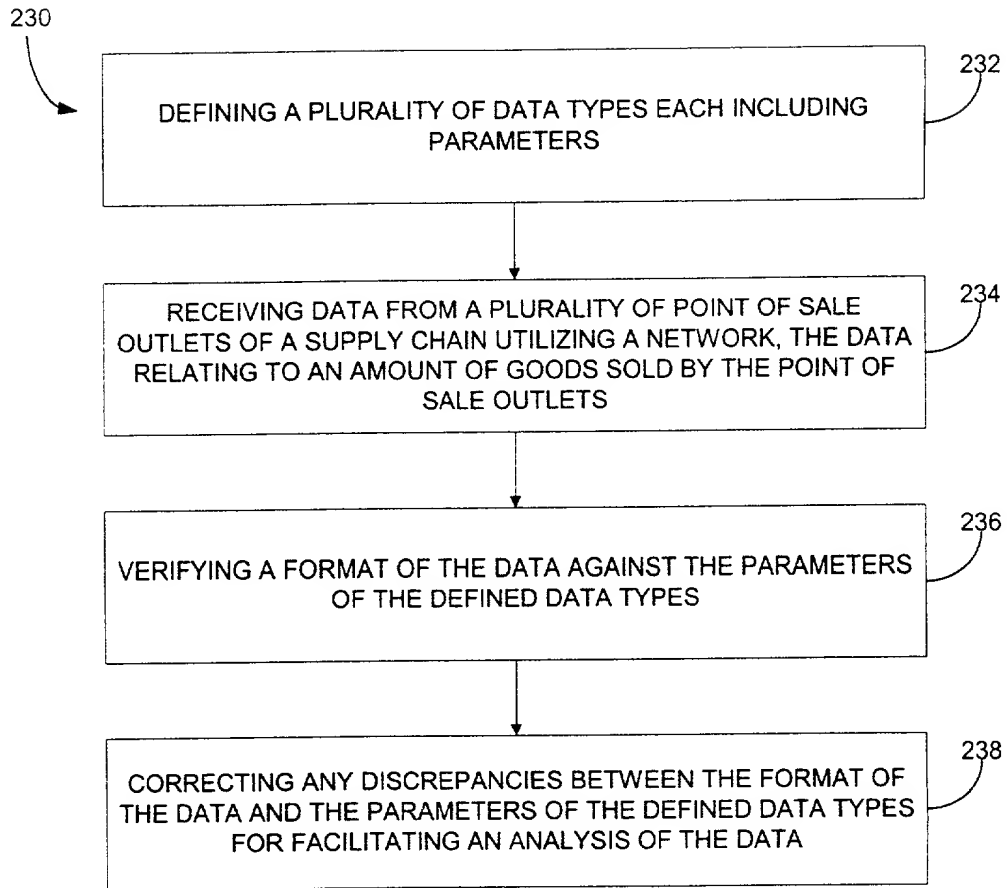 230
232
DEFINING A PLURALITY OF DATA TYPES EACH INCLUDING
PARAMETERS
234
RECEIVING DATA FROM A PLURALITY OF POINT OF SALE
OUTLETS OF A SUPPLY CHAIN UTILIZING A NETWORK, THE DATA
RELATING TO AN AMOUNT OF GOODS SOLD BY THE POINT OF
SALE OUTLETS
236
VERIFYING A FORMAT OF THE DATA AGAINST THE PARAMETERS
OF THE DEFINED DATA TYPES
238
CORRECTING ANY DISCREPANCIES BETWEEN THE FORMAT OF
THE DATA AND THE PARAMETERS OF THE DEFINED DATA TYPES
FOR FACILITATING AN ANALYSIS OF THE DATA